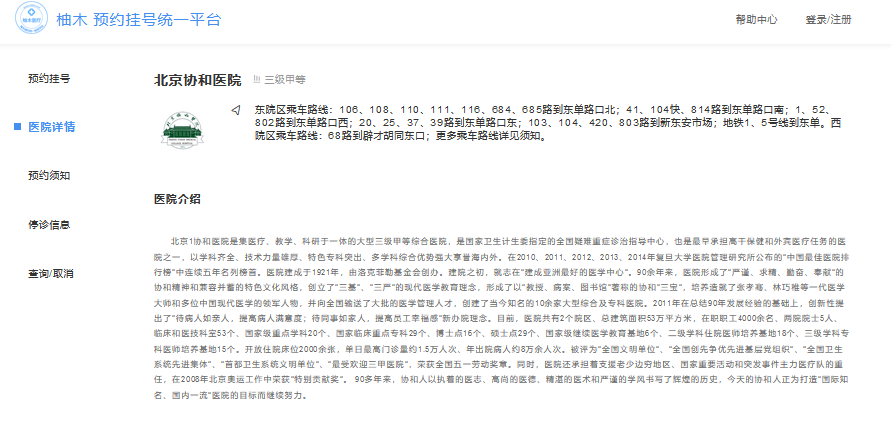 柚木医疗
柚木 预约挂号统一平台
帮助中心
登录/注册
预约挂号
医院详情
预约须知
停诊信息
查询/取消
北京协和医院
三级甲等
东院区乘车路线：106、108、110、111、116、684、685路到东单路口北；41、104快、814路到东单路口南；1、52、
802路到东单路口西；20、25、37、39路到东单路口东；103、104、420、803路到新东安市场；地铁1、5号线到东单。西
院区乘车路线：68路到辟才胡同东口；更多乘车路线详见须知。
医院介绍
北京1协和医院是集医疗、教学、科研于一体的大型三级甲等综合医院，是国家卫生计生委指定的全国疑难重症诊治指导中心，也是最早承担高干保健和外宾医疗任务的医
院之一，以学科齐全、技术力量雄厚、特色专科突出、多学科综合优势强大享誉海内外。在2010、2011、2012、2013、2014年复旦大学医院管理研究所公布的“中国最佳医院排
行榜”中连续五年名列榜首。医院建成于1921年，由洛克菲勒基金会创办。建院之初，就志在“建成亚洲最好的医学中心”。90余年来，医院形成了“严谨、求精、勤奋、奉献”的
协和精神和兼容并蓄的特色文化风格，创立了“三基”、“三严”的现代医学教育理念，形成了以“教授、病案、图书馆”著称的协和“三宝”，培养造就了张孝骞、林巧稚等一代医学
大师和多位中国现代医学的领军人物，并向全国输送了大批的医学管理人才，创建了当今知名的10余家大型综合及专科医院。2011年在总结90年发展经验的基础上，创新性提
出了“待病人如亲人，提高病人满意度；待同事如家人，提高员工幸福感”新办院理念。目前，医院共有2个院区、总建筑面积53万平方米，在职职工4000余名、两院院士5人、
临床和医技科室53个、国家级重点学科20个、国家临床重点专科29个、博士点16个、硕士点29个、国家级继续医学教育基地6个、二级学科住院医师培养基地18个、三级学科专
科医师培养基地15个。开放住院床位2000余张，单日最高门诊量约1.5万人次、年出院病人约8万余人次。被评为“全国文明单位”、“全国创先争优先进基层党组织”、“全国卫生
系统先进集体”、“首都卫生系统文明单位”、“最受欢迎三甲医院”，荣获全国五一劳动奖章。同时，医院还承担着支援老少边穷地区、国家重要活动和突发事件主力医疗队的重
任，在2008年北京奥运工作中荣获“特别贡献奖”。 90多年来，协和人以执着的医志、高尚的医德、精湛的医术和严谨的学风书写了辉煌的历史，今天的协和人正为打造“国际知
名、国内一流”医院的目标而继续努力。